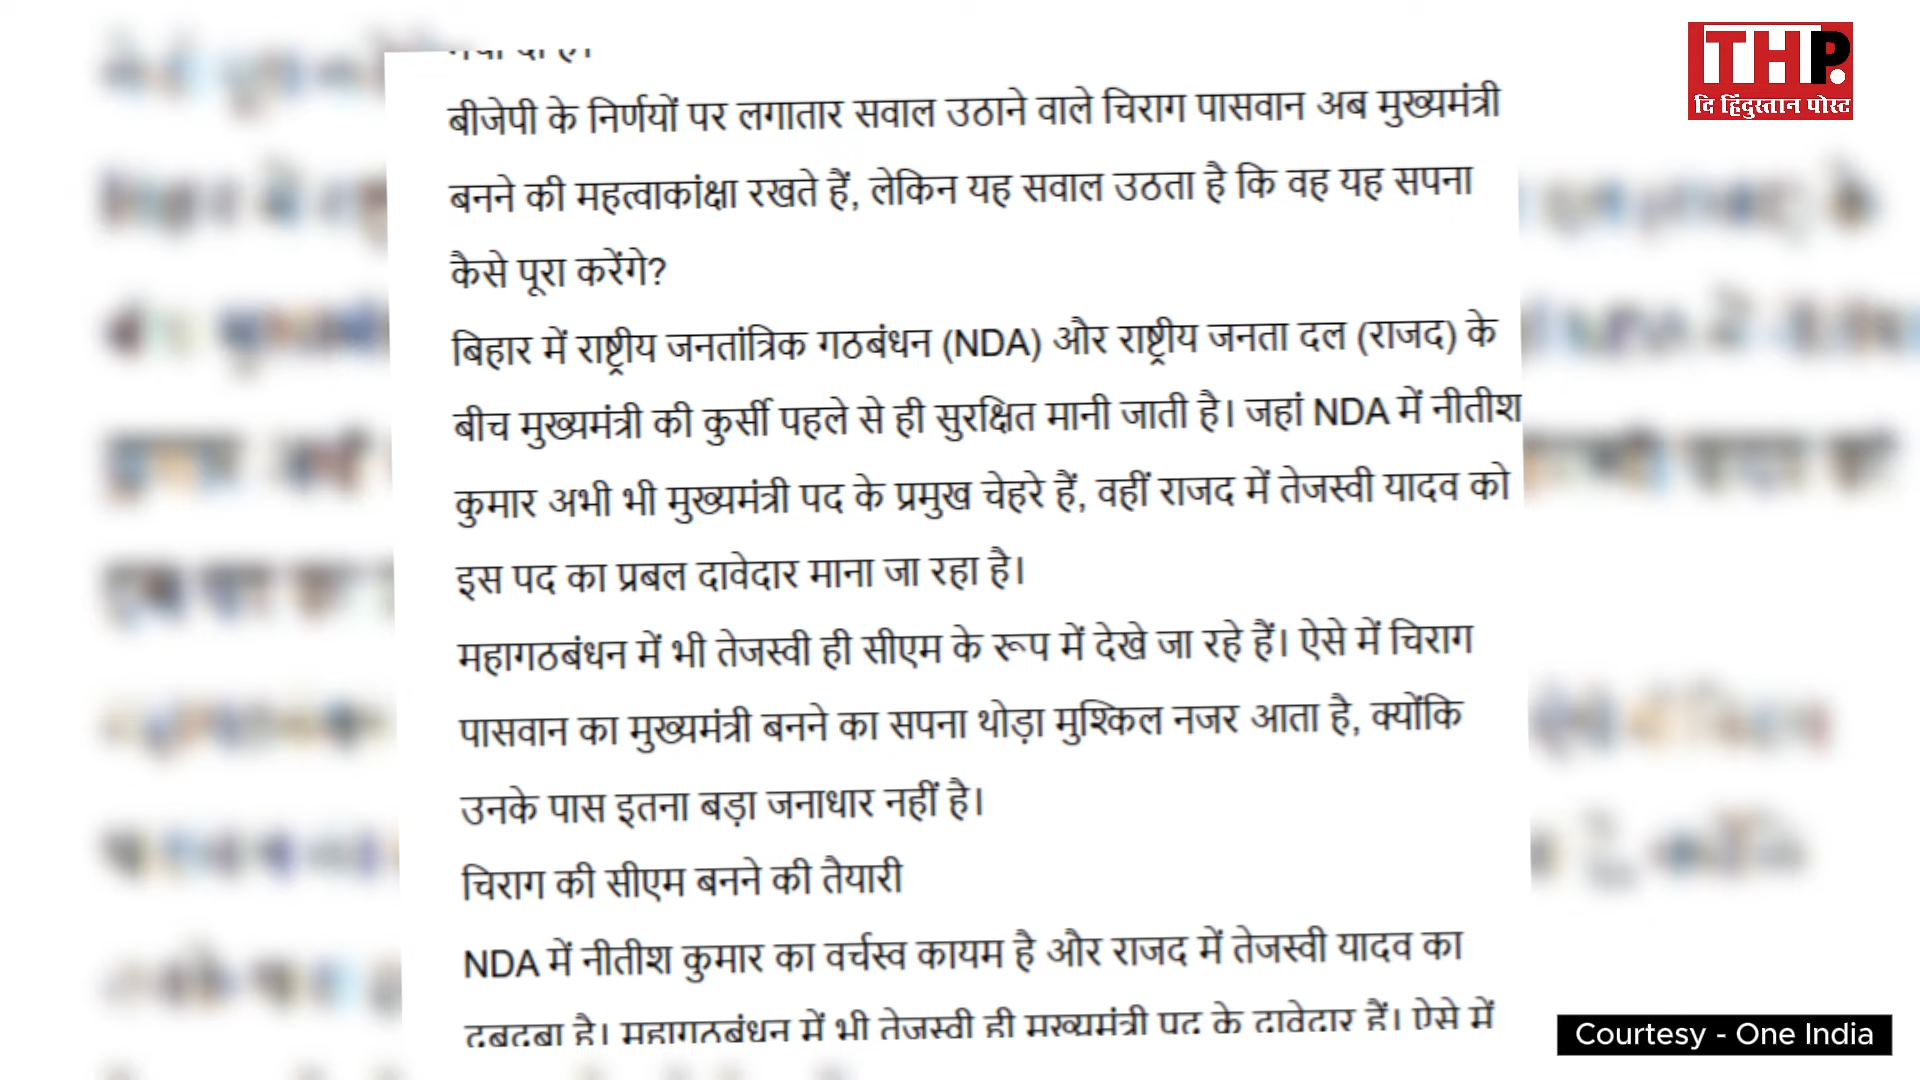 THP.
दि हिंदुस्तान पोस्ट
बीजेपी के निर्णयों पर लगातार सवाल उठाने वाले चिराग पासवान अब मुख्यमंत्री
बनने की महत्वाकांक्षा रखते हैं, लेकिन यह सवाल उठता है कि वह यह सपना
कैसे पूरा करेंगे?
बिहार में राष्ट्रीय जनतांत्रिक गठबंधन (NDA) और राष्ट्रीय जनता दल (राजद) के
बीच मुख्यमंत्री की कुर्सी पहले से ही सुरक्षित मानी जाती है। जहां NDA में नीतीश
कुमार अभी भी मुख्यमंत्री पद के प्रमुख चेहरे हैं, वहीं राजद में तेजस्वी यादव को
इस पद का प्रबल दावेदार माना जा रहा है।
महागठबंधन में भी तेजस्वी ही सीएम के रूप में देखे जा रहे हैं। ऐसे में चिराग
पासवान का मुख्यमंत्री बनने का सपना थोड़ा मुश्किल नजर आता है, क्योंकि
उनके पास इतना बड़ा जनाधार नहीं है।
चिराग की सीएम बनने की तैयारी
NDA में नीतीश कुमार का वर्चस्व कायम है और राजद में तेजस्वी यादव का
दबदबा है। महागठबंधन में भी तेजस्वी ही मुख्यमंत्री पद के दावेदार हैं। ऐसे में
Courtesy - One India